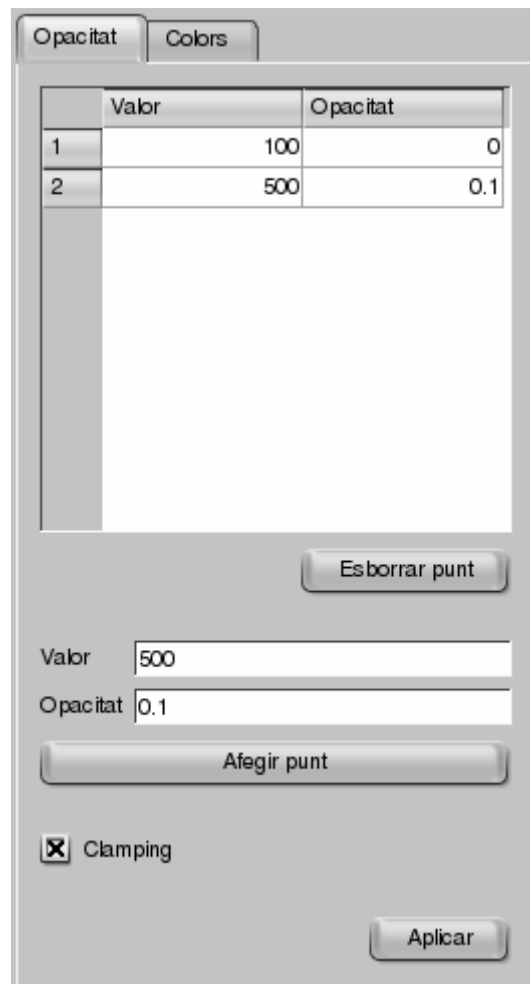 Opacitat Colors
Valor Opacitat
1 100 0
2 500 0.1
Esborrar punt
Valor 500
Opacitat 0.1
Afegir punt
Clamping
Aplicar